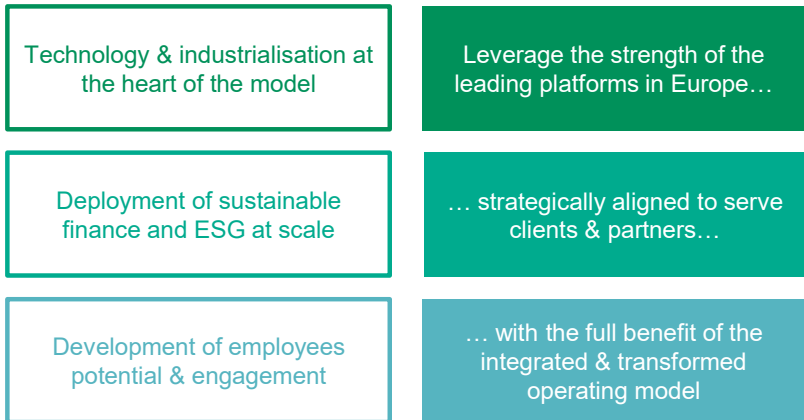 Technology & industrialisation at
the heart of the model
Leverage the strength of the
leading platforms in Europe…
Deployment of sustainable
finance and ESG at scale
… strategically aligned to serve
clients & partners…
Development of employees
potential & engagement
… with the full benefit of the
integrated & transformed
operating model